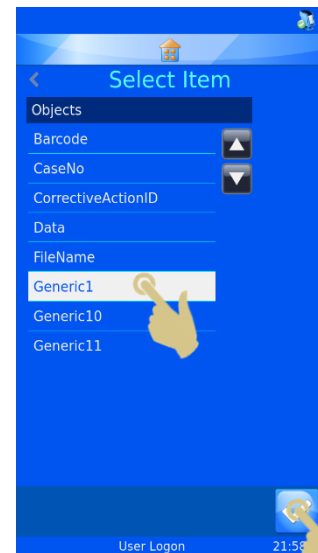 Select Item
Objects
Barcode
CaseNo
CorrectiveActionID
Data
FileName
Generic1
Generic10
Generic11
User Logon 21:58